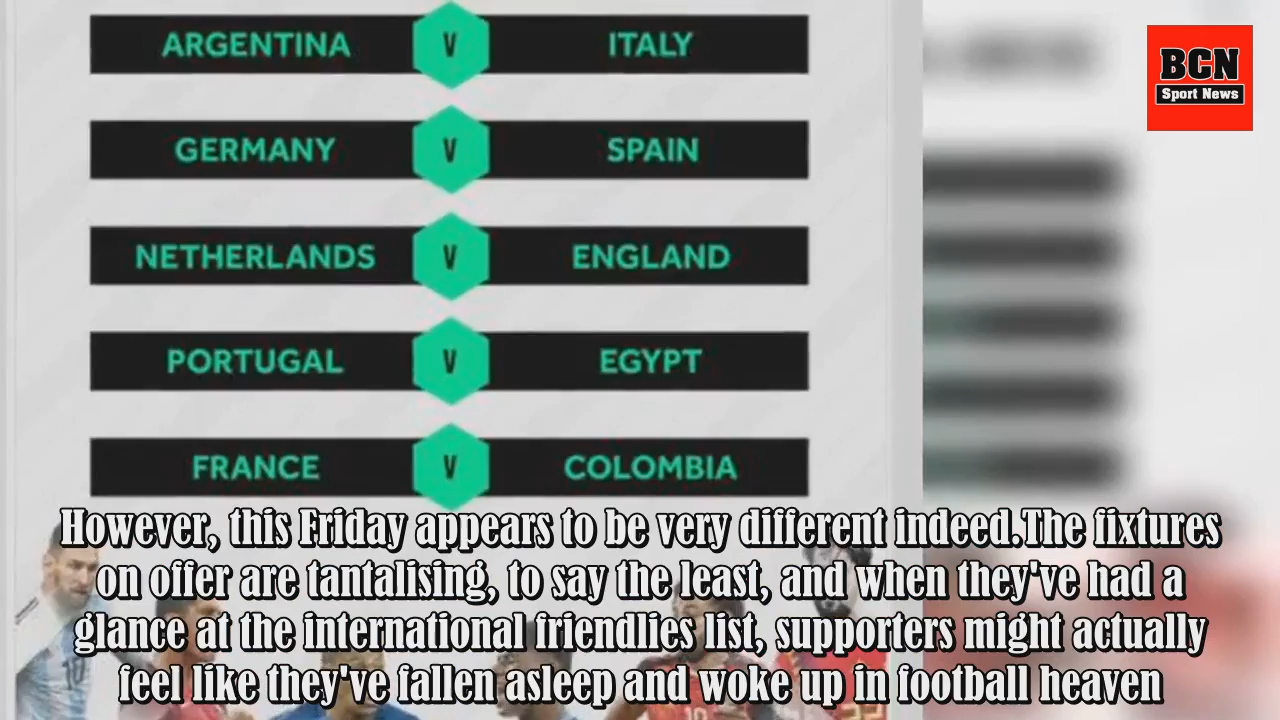 ARGENTINA V ITALY
BCN
Sport News
GERMANY V SPAIN
NETHERLANDS V ENGLAND
PORTUGAL V EGYPT
FRANCE V COLOMBIA
However, this Friday appears to be very different indeed.The fixtures
on offer are tantalising, to say the least, and when they've had a
glance at the international friendlies list, supporters might actually
feel like they've fallen asleep and woke up in football heaven
10
10